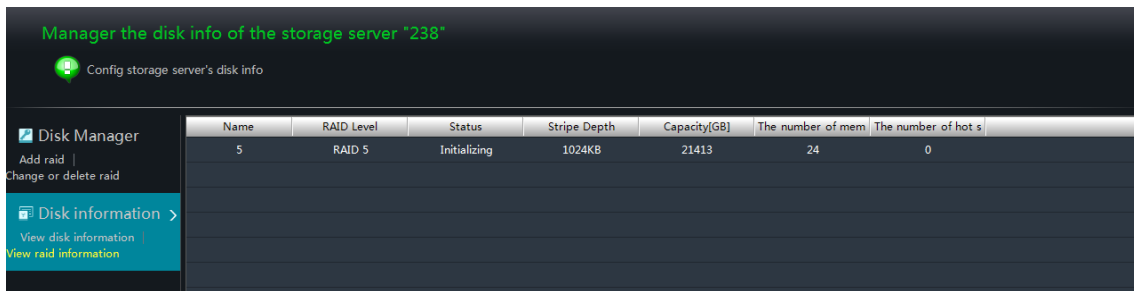 Manager the disk info of the storage server "238"
Config storage server's disk info
Disk Manager
Add raid |
Change or delete raid
Disk information >
View disk information |
View raid information
Name RAID Level Status Stripe Depth Capacity[GB] The number of mem The number of hot s
5 RAID 5 Initializing 1024KB 21413 24 0